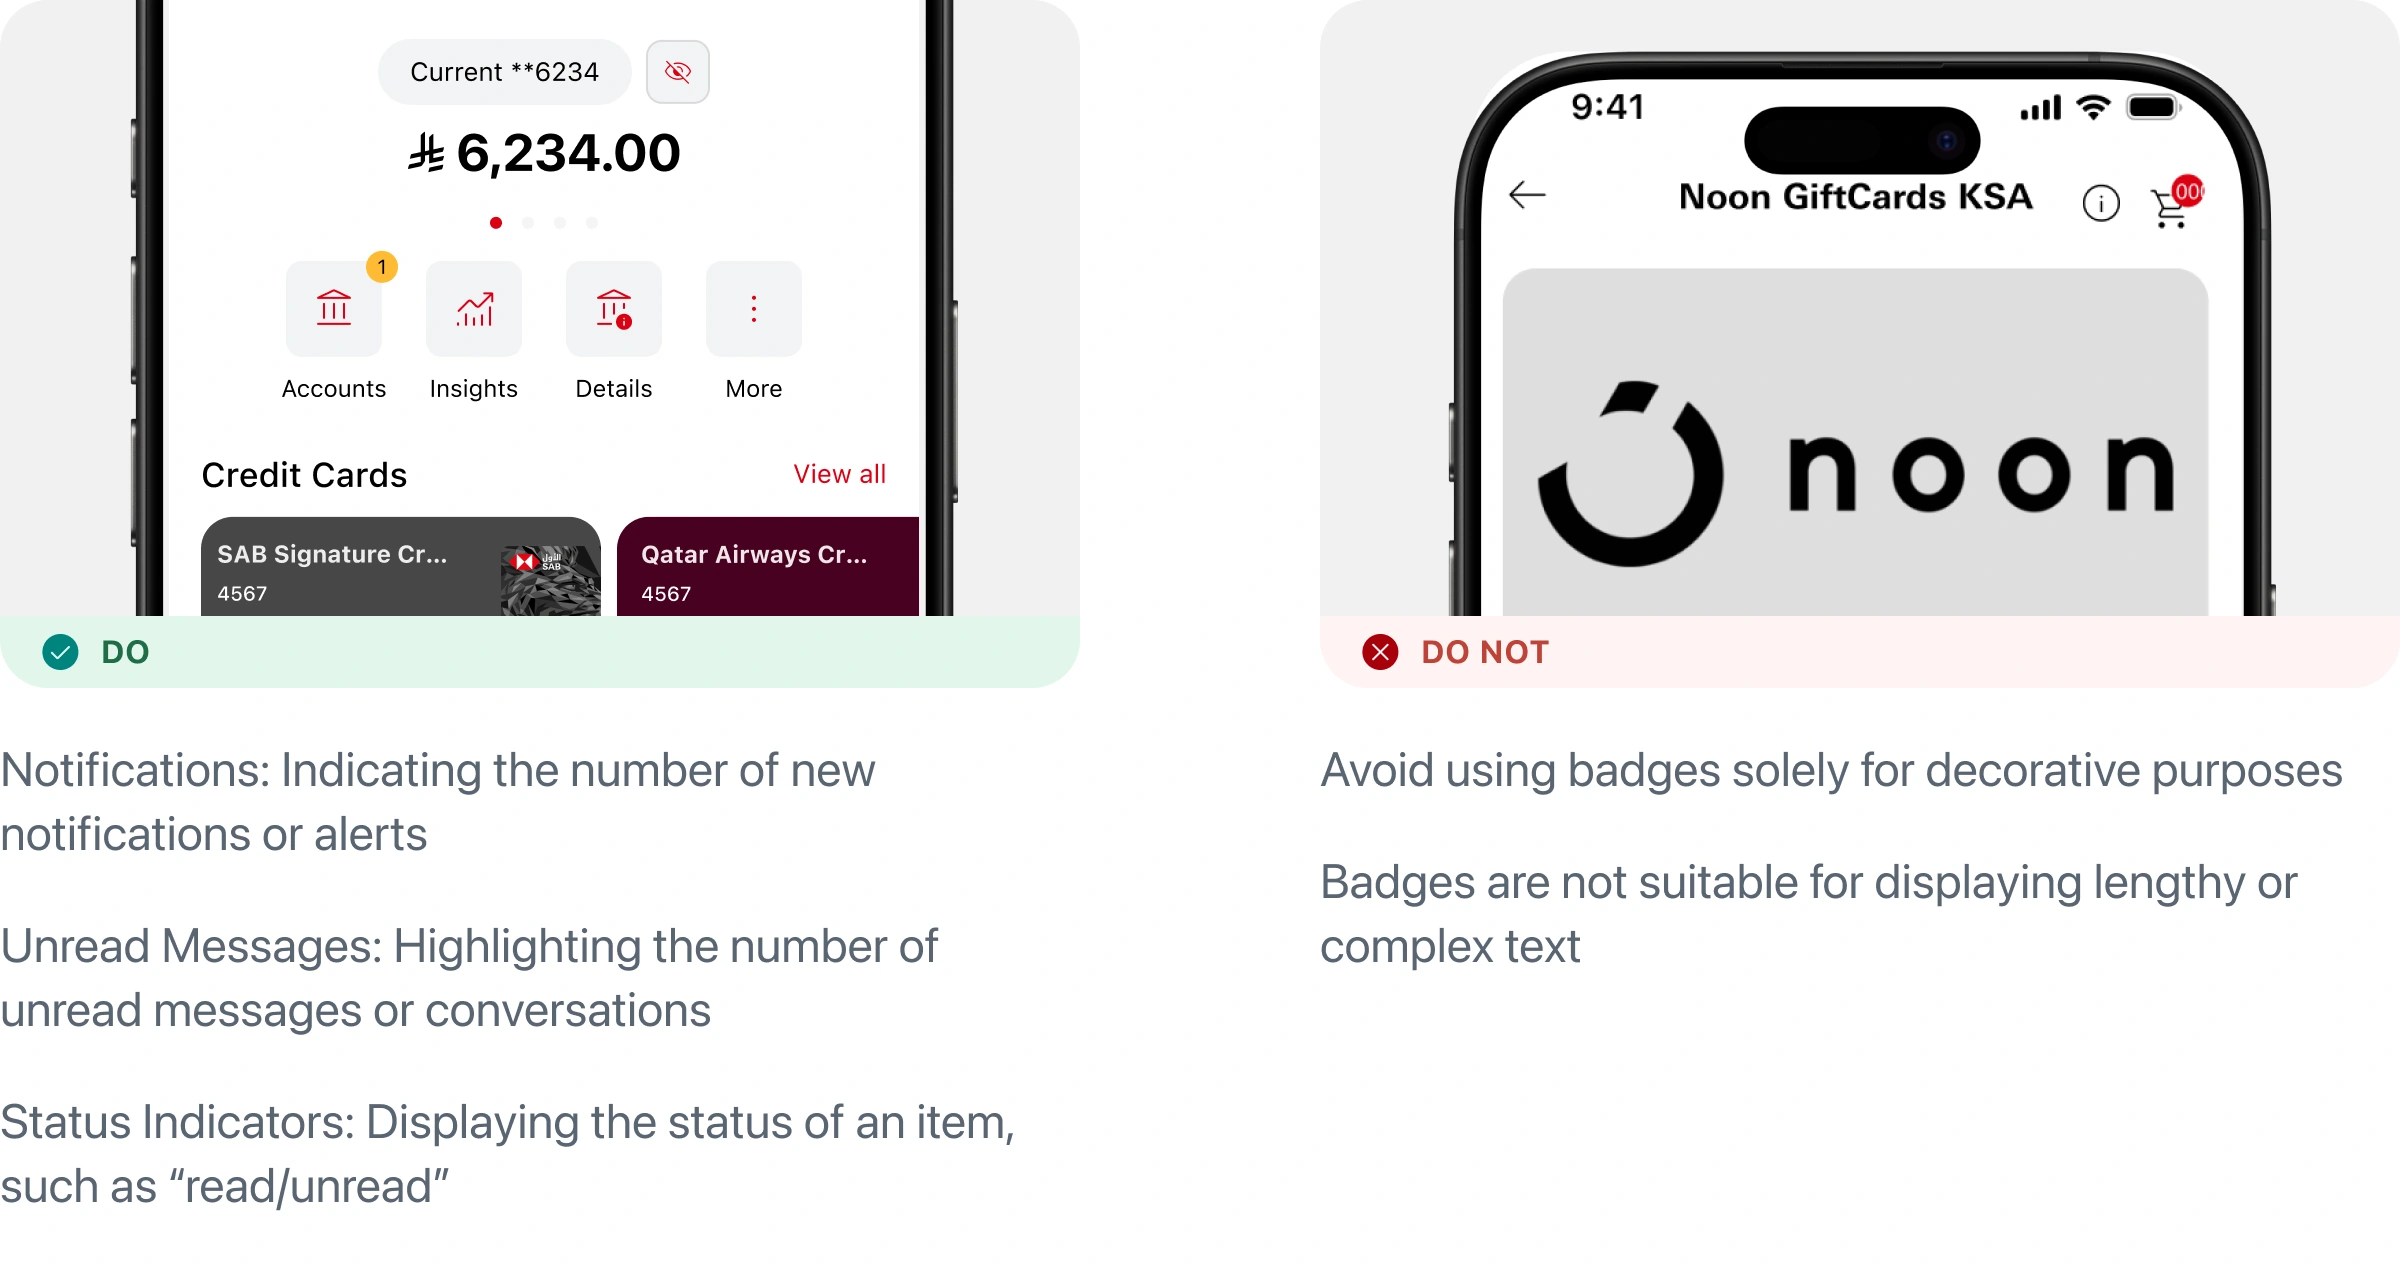 Current **6234
6,234.00
1
Accounts
Insights
Details
More
Credit Cards
View all
SAB Signature Cr...
4567
الأول
SAB
Qatar Airways Cr...
4567
DO
Notifications: Indicating the number of new
notifications or alerts
Unread Messages: Highlighting the number of
unread messages or conversations
Status Indicators: Displaying the status of an item,
such as “read/unread”
9:41
Noon GiftCards KSA
000
noon
DO NOT
Avoid using badges solely for decorative purposes
Badges are not suitable for displaying lengthy or
complex text